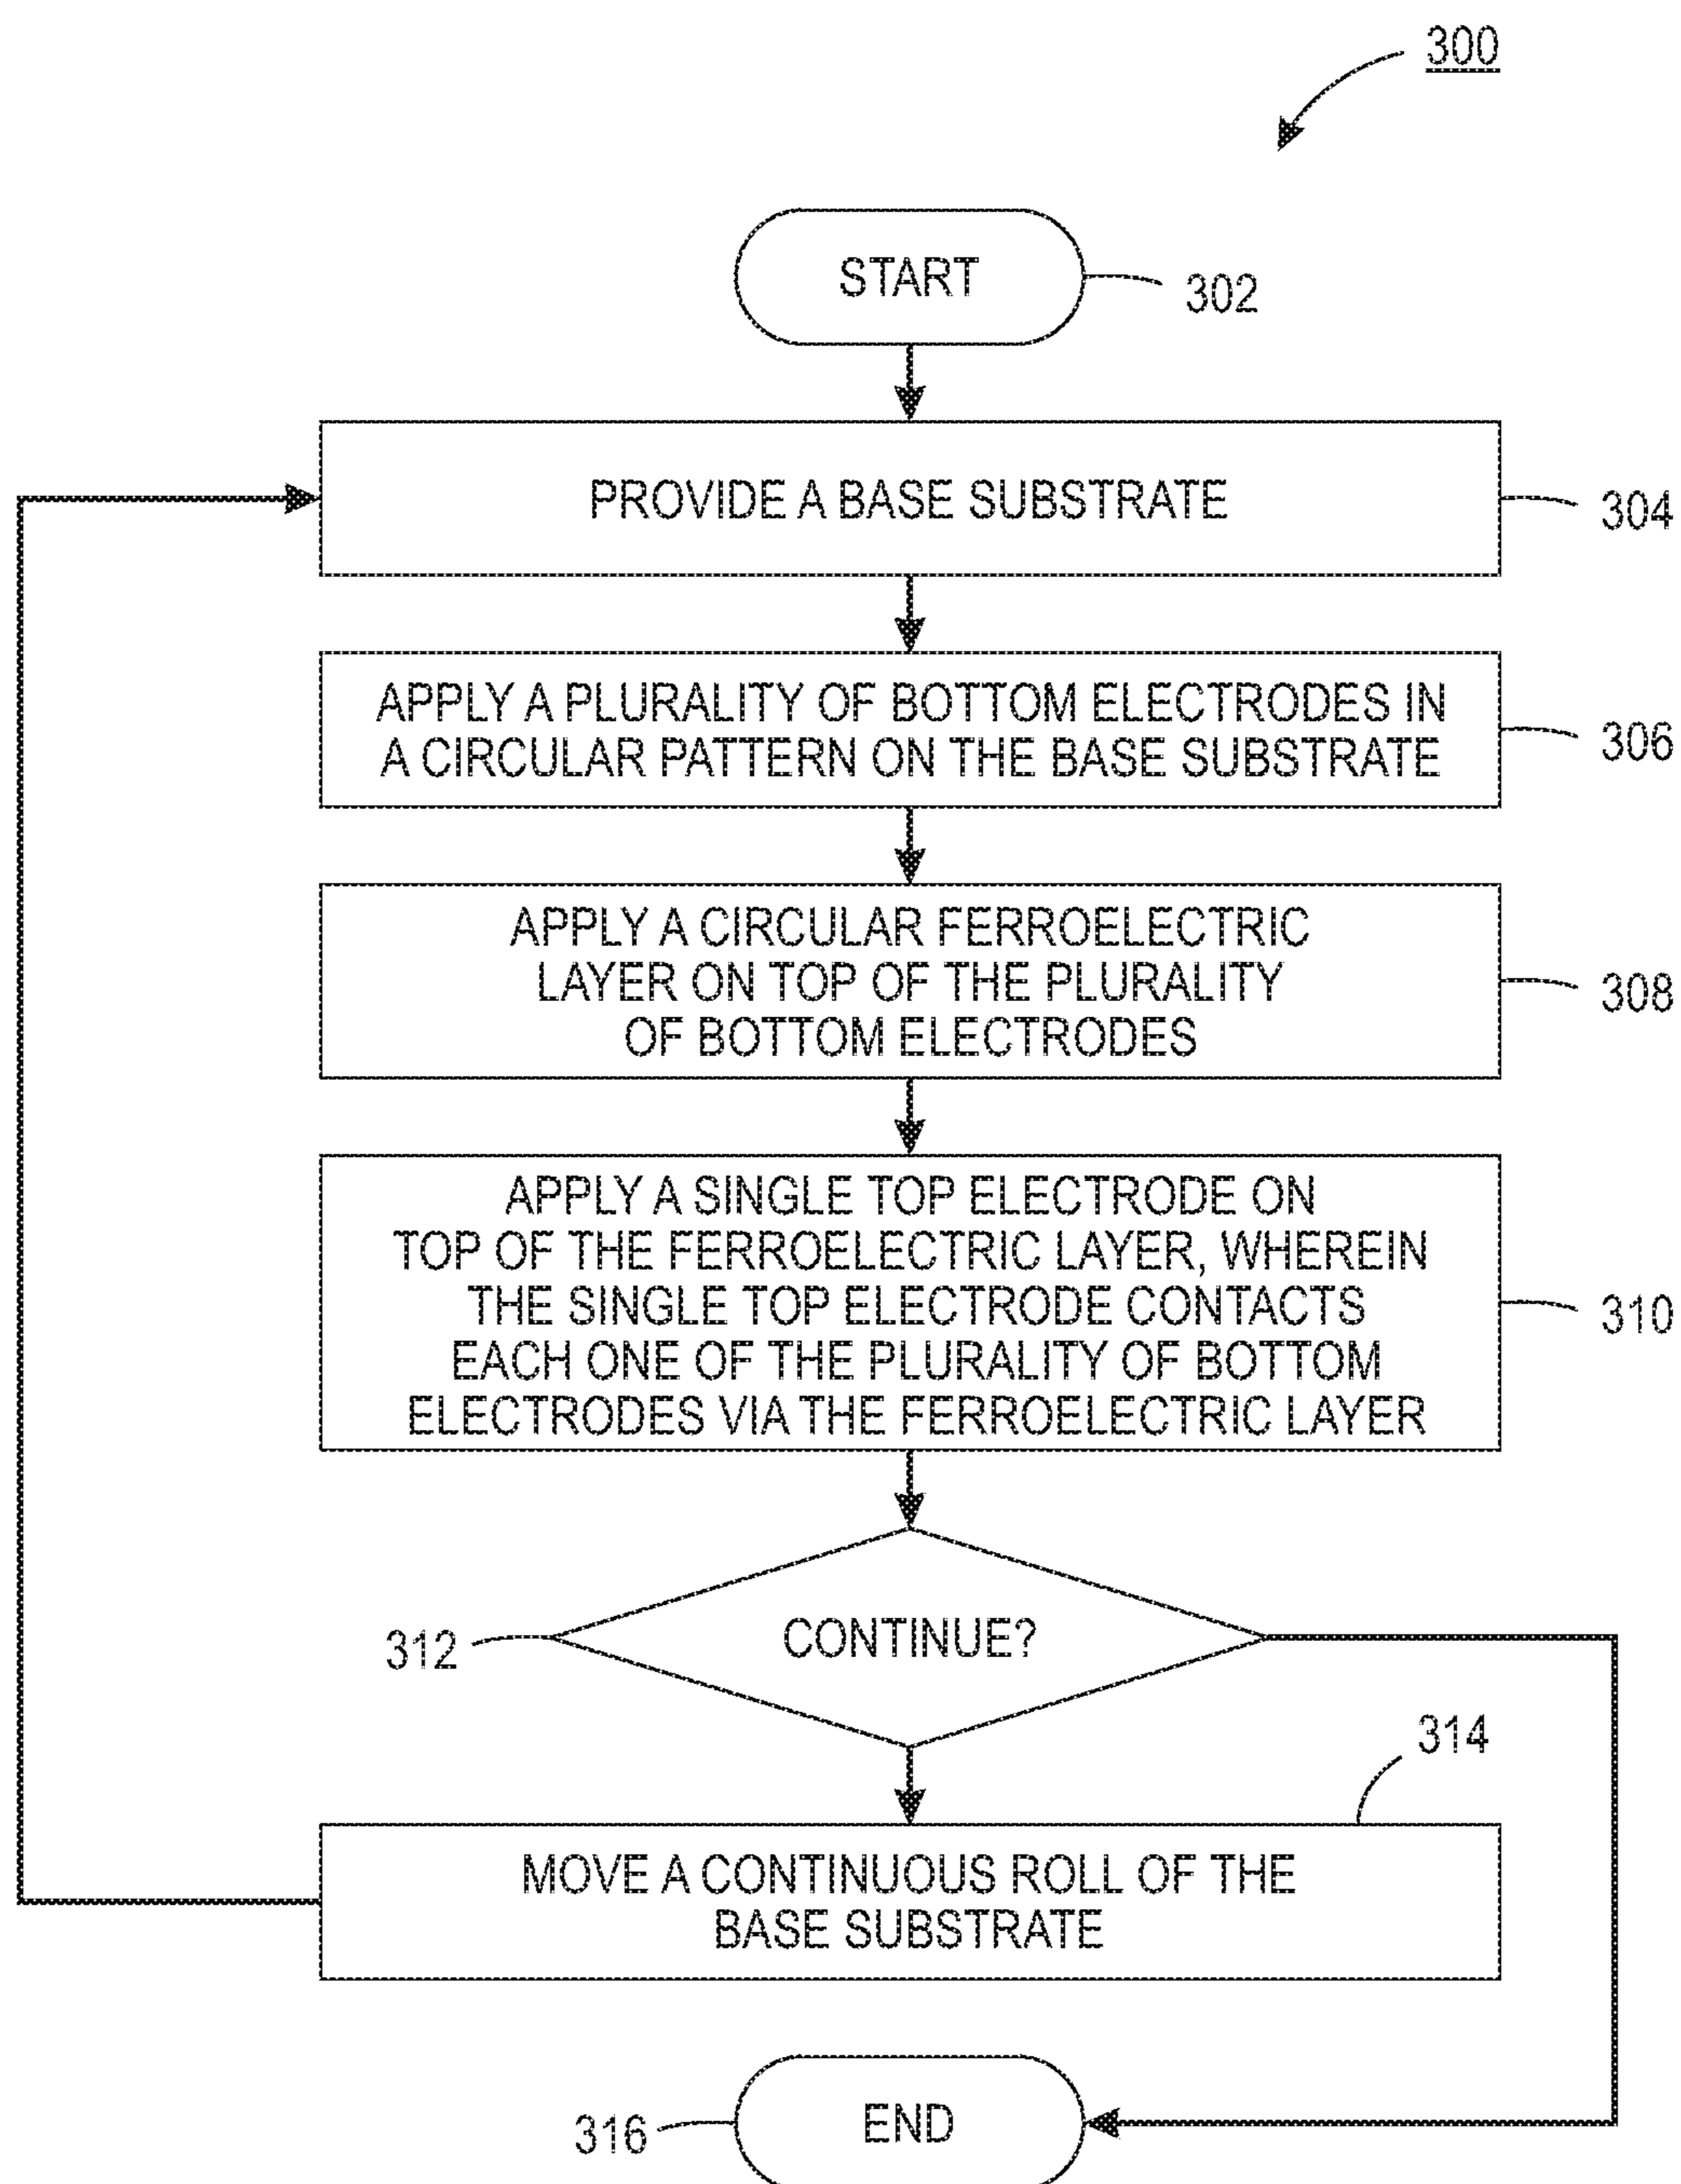 300
START
302
PROVIDE A BASE SUBSTRATE
304
APPLY A PLURALITY OF BOTTOM ELECTRODES IN
A CIRCULAR PATTERN ON THE BASE SUBSTRATE
306
APPLY A CIRCULAR FERROELECTRIC
LAYER ON TOP OF THE PLURALITY
OF BOTTOM ELECTRODES
308
APPLY A SINGLE TOP ELECTRODE ON
TOP OF THE FERROELECTRIC LAYER, WHEREIN
THE SINGLE TOP ELECTRODE CONTACTS
EACH ONE OF THE PLURALITY OF BOTTOM
ELECTRODES VIA THE FERROELECTRIC LAYER
310
312
CONTINUE?
314
MOVE A CONTINUOUS ROLL OF THE
BASE SUBSTRATE
316
END